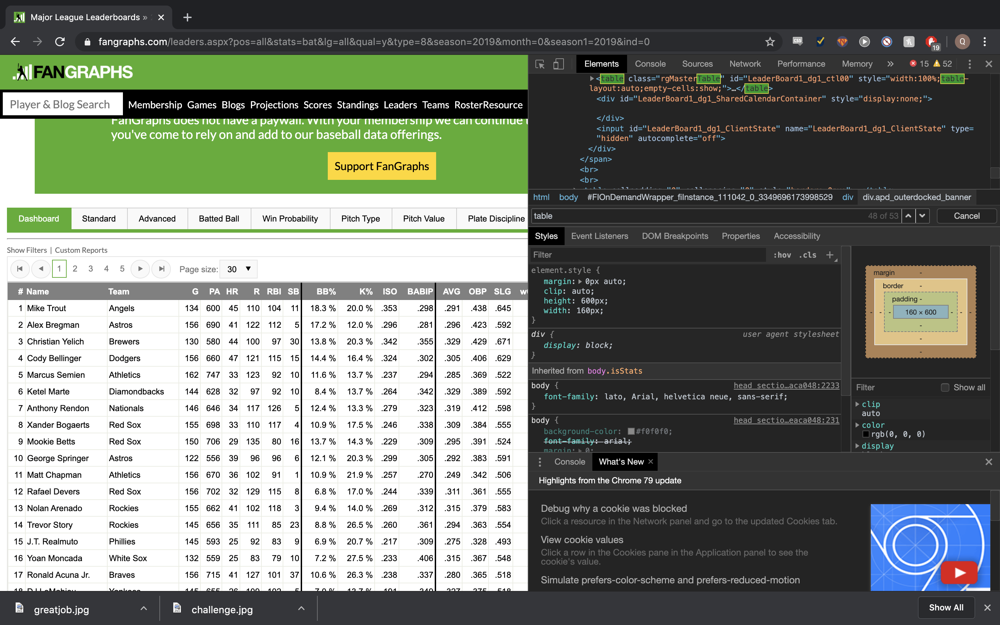 Major League Leaderboards »
fangraphs.com/leaders.aspx?pos=all&stats=bat&lg=all&qual=y&type=8&season=2019&month=0&season1=2019&ind=0
CSS
19
Q
FANGRAPHS
Player & Blog Search
Membership Games Blogs Projections Scores Standings Leaders Teams RosterResource
FanGraphs does not have a paywall. With your membership we can continue
you've come to rely on and add to our baseball data offerings.
Support FanGraphs
Dashboard Standard Advanced Batted Ball Win Probability Pitch Type Pitch Value Plate Discipline
Show Filters | Custom Reports
1 2 3 4 5 Page size: 30
# Name Team G PA HR R RBI SB BB% K% ISO BABIP AVG OBP SLG
1 Mike Trout Angels 134 600 45 110 104 11 18.3 % 20.0 % .353 .298 .291 .438 .645
2 Alex Bregman Astros 156 690 41 122 112 5 17.2 % 12.0 % .296 .281 .296 .423 .592
3 Christian Yelich Brewers 130 580 44 100 97 30 13.8 % 20.3 % .342 .355 .329 .429 .671
4 Cody Bellinger Dodgers 156 660 47 121 115 15 14.4 % 16.4 % .324 .302 .305 .406 .629
5 Marcus Semien Athletics 162 747 33 123 92 10 11.6 % 13.7 % .237 .294 .285 .369 .522
6 Ketel Marte Diamondbacks 144 628 32 97 92 10 8.4 % 13.7 % .264 .342 .329 .389 .592
7 Anthony Rendon Nationals 146 646 34 117 126 5 12.4 % 13.3 % .279 .323 .319 .412 .598
8 Xander Bogaerts Red Sox 155 698 33 110 117 4 10.9 % 17.5 % .246 .338 .309 .384 .555
9 Mookie Betts Red Sox 150 706 29 135 80 16 13.7 % 14.3 % .229 .309 .295 .391 .524
10 George Springer Astros 122 556 39 96 96 6 12.1 % 20.3 % .299 .305 .292 .383 .591
11 Matt Chapman Athletics 156 670 36 102 91 1 10.9 % 21.9 % .257 .270 .249 .342 .506
12 Rafael Devers Red Sox 156 702 32 129 115 8 6.8 % 17.0 % .244 .339 .311 .361 .555
13 Nolan Arenado Rockies 155 662 41 102 118 3 9.4 % 14.0 % .269 .312 .315 .379 .583
14 Trevor Story Rockies 145 656 35 111 85 23 8.8 % 26.5 % .260 .361 .294 .363 .554
15 J.T. Realmuto Phillies 145 593 25 92 83 9 6.9 % 20.7 % .217 .309 .275 .328 .493
16 Yoan Moncada White Sox 132 559 25 83 79 10 7.2 % 27.5 % .233 .406 .315 .367 .548
17 Ronald Acuna Jr. Braves 156 715 41 127 101 37 10.6 % 26.3 % .238 .337 .280 .365 .518
Elements Console Sources Network Performance Memory » 15 52
<table class="rgMasterTable" id="LeaderBoard1_dg1_ctl00" style="width:100%;table-
layout:auto;empty-cells:show;">…</table>
<div id="LeaderBoard1_dg1_SharedCalendarContainer" style="display:none;">
</div>
<input id="LeaderBoard1_dg1_ClientState" name="LeaderBoard1_dg1_ClientState" type=
"hidden" autocomplete="off">
</div>
</span>
<br>
<br>
html body #FIOnDemandWrapper_fiInstance_111042_0_3349696173998529 div div.apd_outerdocked_banner
table 48 of 53 Cancel
Styles Event Listeners DOM Breakpoints Properties Accessibility
Filter :hov .cls +
element.style {
margin: 0px auto;
clip: auto;
height: 600px;
width: 160px;
}
div { user agent stylesheet
display: block;
}
Inherited from body.isStats
body { head sectio…aca048:2233
font-family: lato, Arial, helvetica neue, sans-serif;
}
body { head sectio…eaca048:231
background-color: #f0f0f0;
font-family: arial;
margin: 0;
margin -
border -
padding -
160 × 600
Filter Show all
clip
auto
color
rgb(0, 0, 0)
display
Console What's New
Highlights from the Chrome 79 update
Debug why a cookie was blocked
Click a resource in the Network panel and go to the updated Cookies tab.
View cookie values
Click a row in the Cookies pane in the Application panel to see the
cookie's value.
Simulate prefers-color-scheme and prefers-reduced-motion
greatjob.jpg challenge.jpg Show All